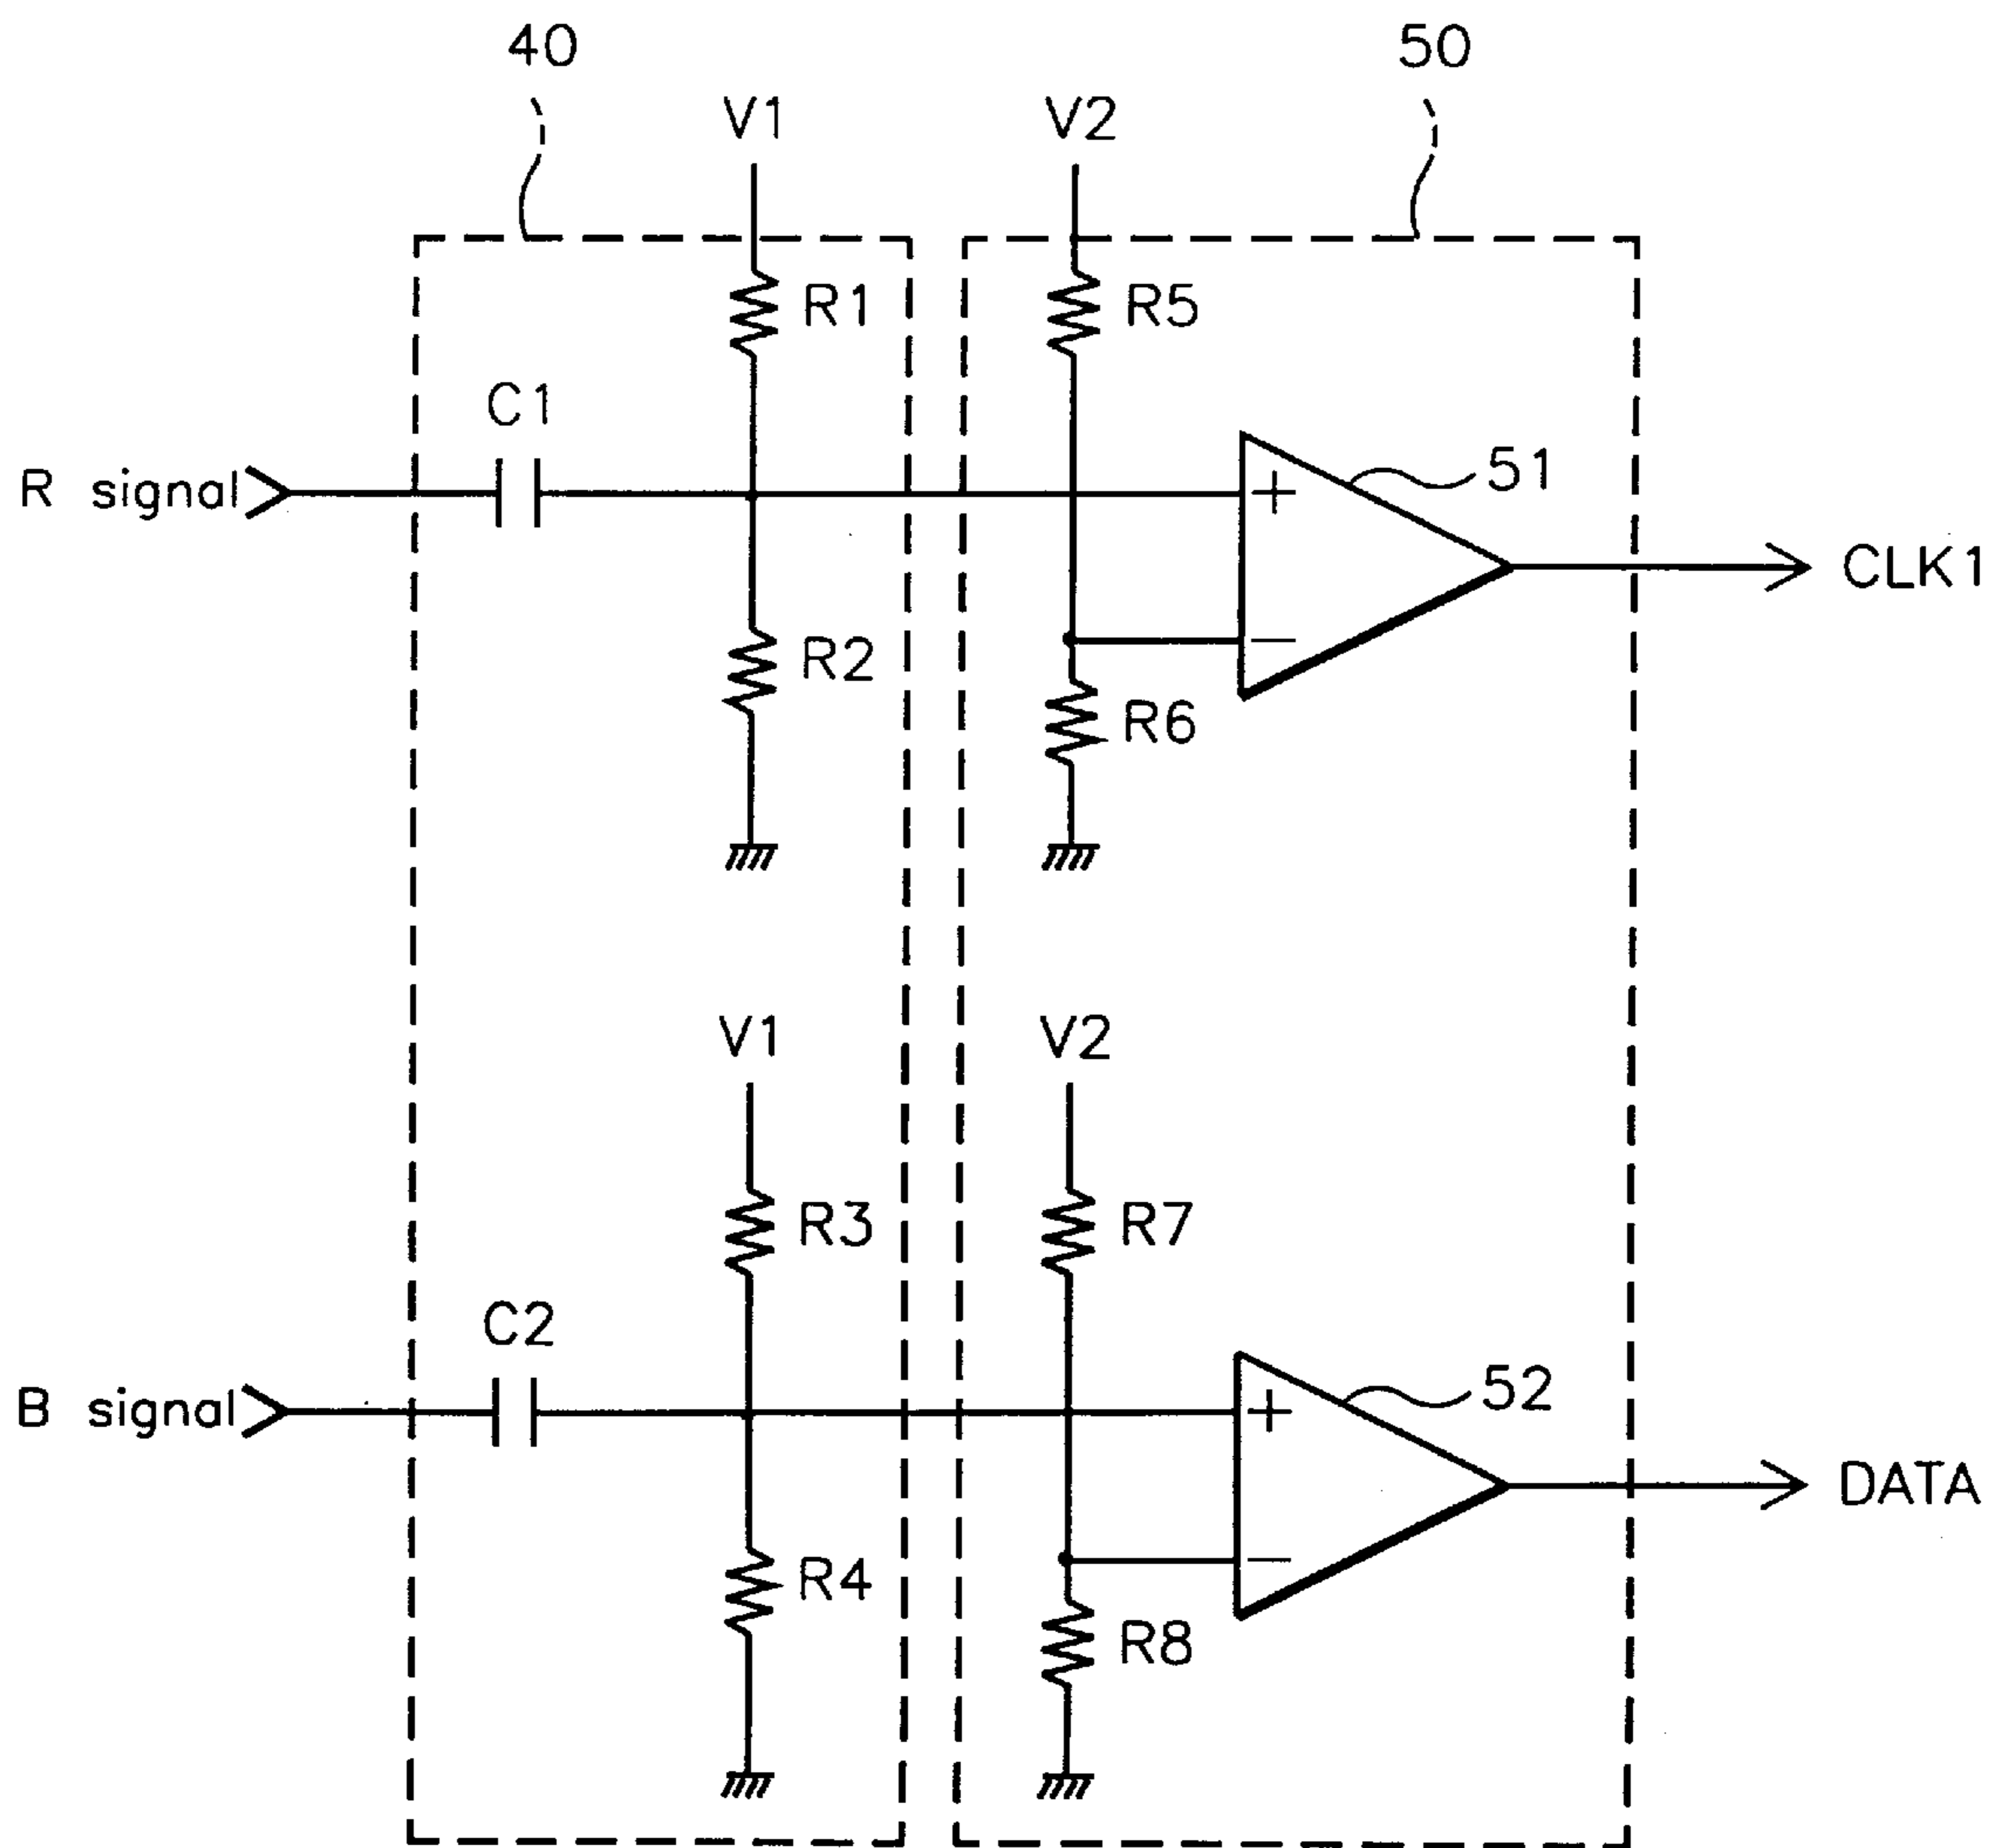 40
50
V1
V2
R1
R5
C1
R signal
+
51
CLK1
R2
−
R6
V1
V2
R3
R7
C2
B signal
+
52
DATA
R4
−
R8